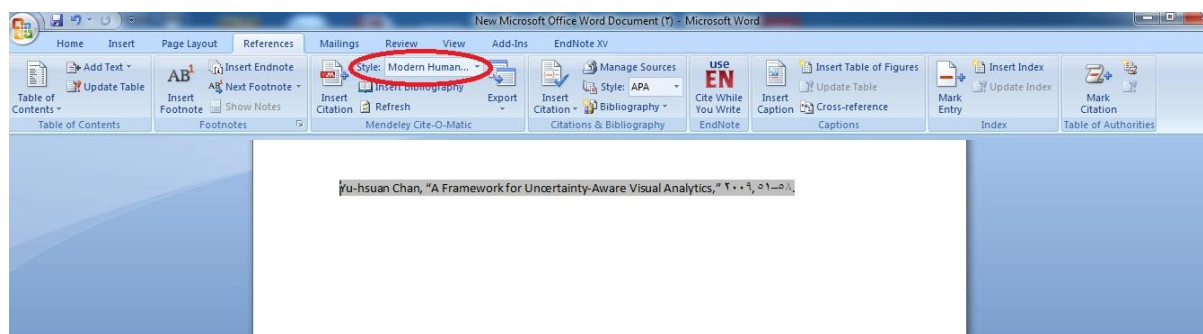 New Microsoft Office Word Document (٢) - Microsoft Word
Home Insert Page Layout References Mailings Review View Add-Ins EndNote XV
Table of Contents
Add Text
Update Table
Table of Contents
AB¹
Insert Footnote
Insert Endnote
Next Footnote
Show Notes
Footnotes
Insert Citation
Style: Modern Human...
Insert Bibliography
Refresh
Export
Mendeley Cite-O-Matic
Insert Citation
Manage Sources
Style: APA
Bibliography
Citations & Bibliography
use
EN
Cite While You Write
EndNote
Insert Caption
Insert Table of Figures
Update Table
Cross-reference
Captions
Mark Entry
Insert Index
Update Index
Index
Mark Citation
Table of Authorities
Yu-hsuan Chan, “A Framework for Uncertainty-Aware Visual Analytics,” ٢٠٠٩, ٥١–٥٨.